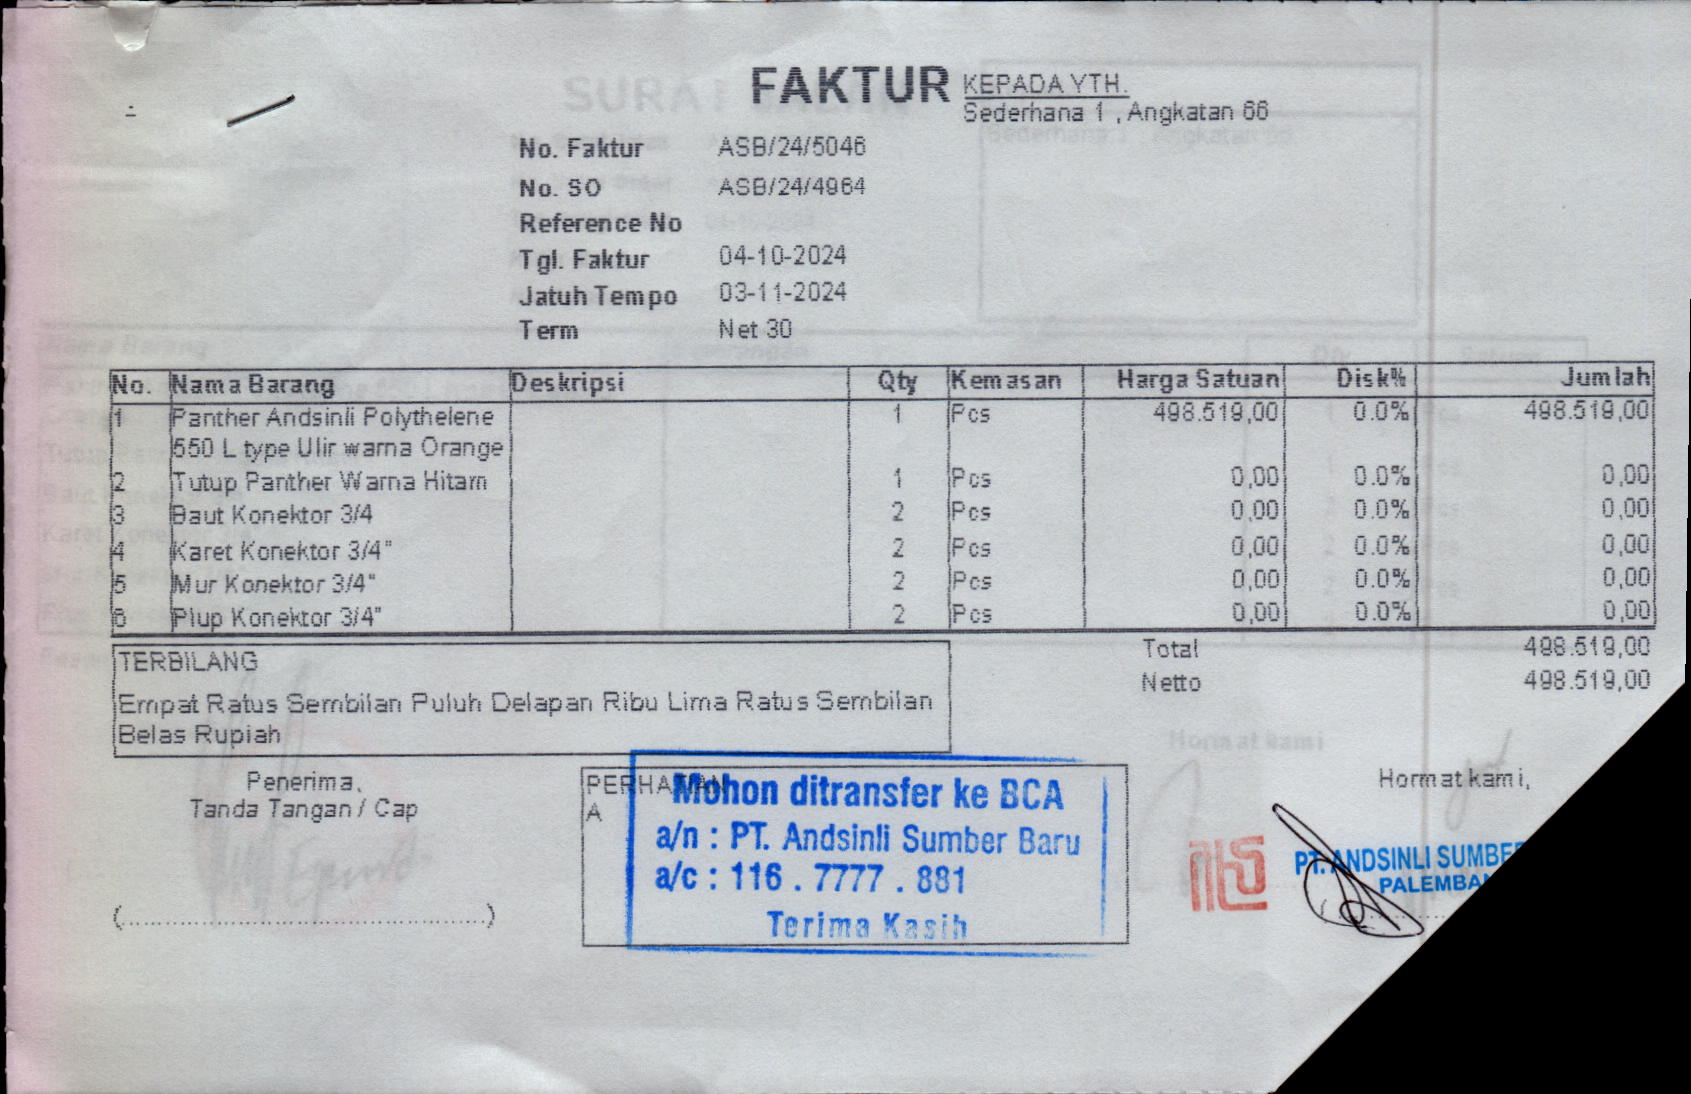 FAKTUR
KEPADA YTH.
Sederhana 1 , Angkatan 66
No. Faktur ASB/24/5046
No. SO ASB/24/4964
Reference No
Tgl. Faktur 04-10-2024
Jatuh Tempo 03-11-2024
Term Net 30
No. Nama Barang Deskripsi Qty Kemasan Harga Satuan Disk% Jumlah
1 Panther Andsinli Polythelene 1 Pcs 498.519,00 0.0% 498.519,00
550 L type Ulir warna Orange
2 Tutup Panther Warna Hitam 1 Pcs 0,00 0.0% 0,00
3 Baut Konektor 3/4 2 Pcs 0,00 0.0% 0,00
4 Karet Konektor 3/4" 2 Pcs 0,00 0.0% 0,00
5 Mur Konektor 3/4" 2 Pcs 0,00 0.0% 0,00
6 Plup Konektor 3/4" 2 Pcs 0,00 0.0% 0,00
Total 498.519,00
Netto 498.519,00
TERBILANG
Empat Ratus Sembilan Puluh Delapan Ribu Lima Ratus Sembilan
Belas Rupiah
Penerima,
Tanda Tangan / Cap
(..........)
PERHATIAN
A
Mohon ditransfer ke BCA
a/n : PT. Andsinli Sumber Baru
a/c : 116 . 7777 . 881
Terima Kasih
Hormat kami,
PT. ANDSINLI SUMBE
PALEMBAN